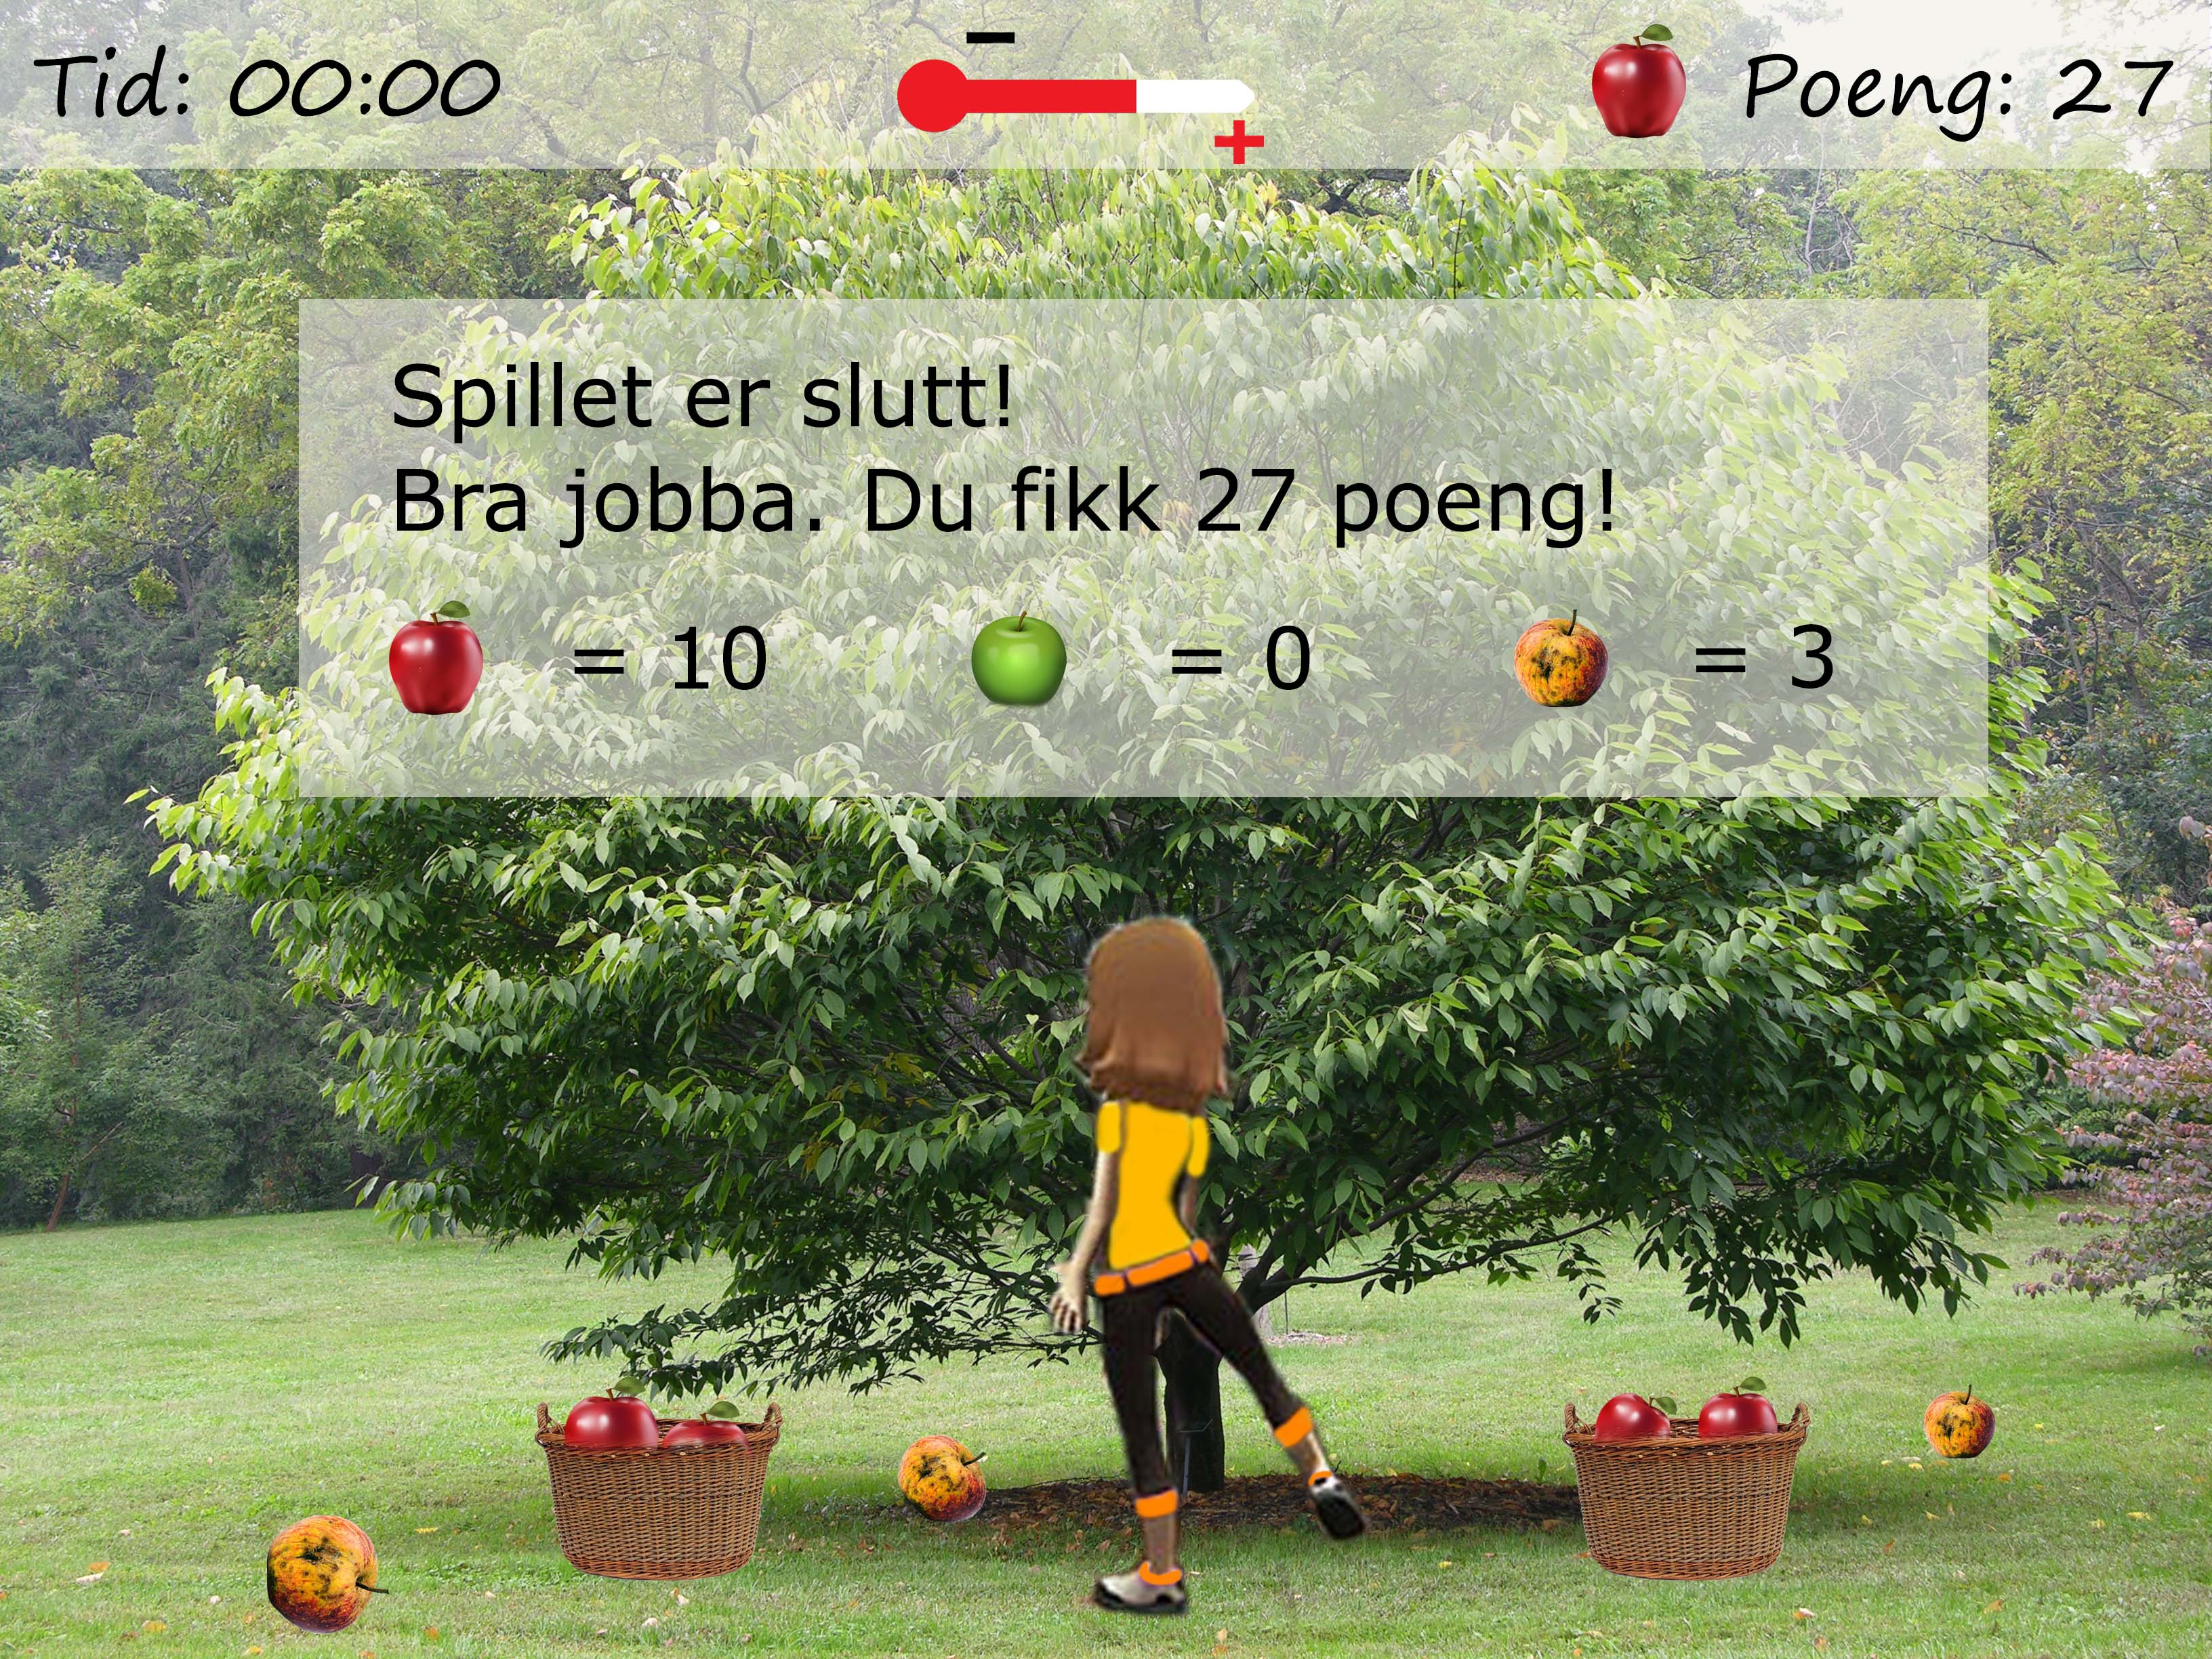 Tid: 00:00
Poeng: 27
Spillet er slutt!
Bra jobba. Du fikk 27 poeng!
= 10 = 0 = 3